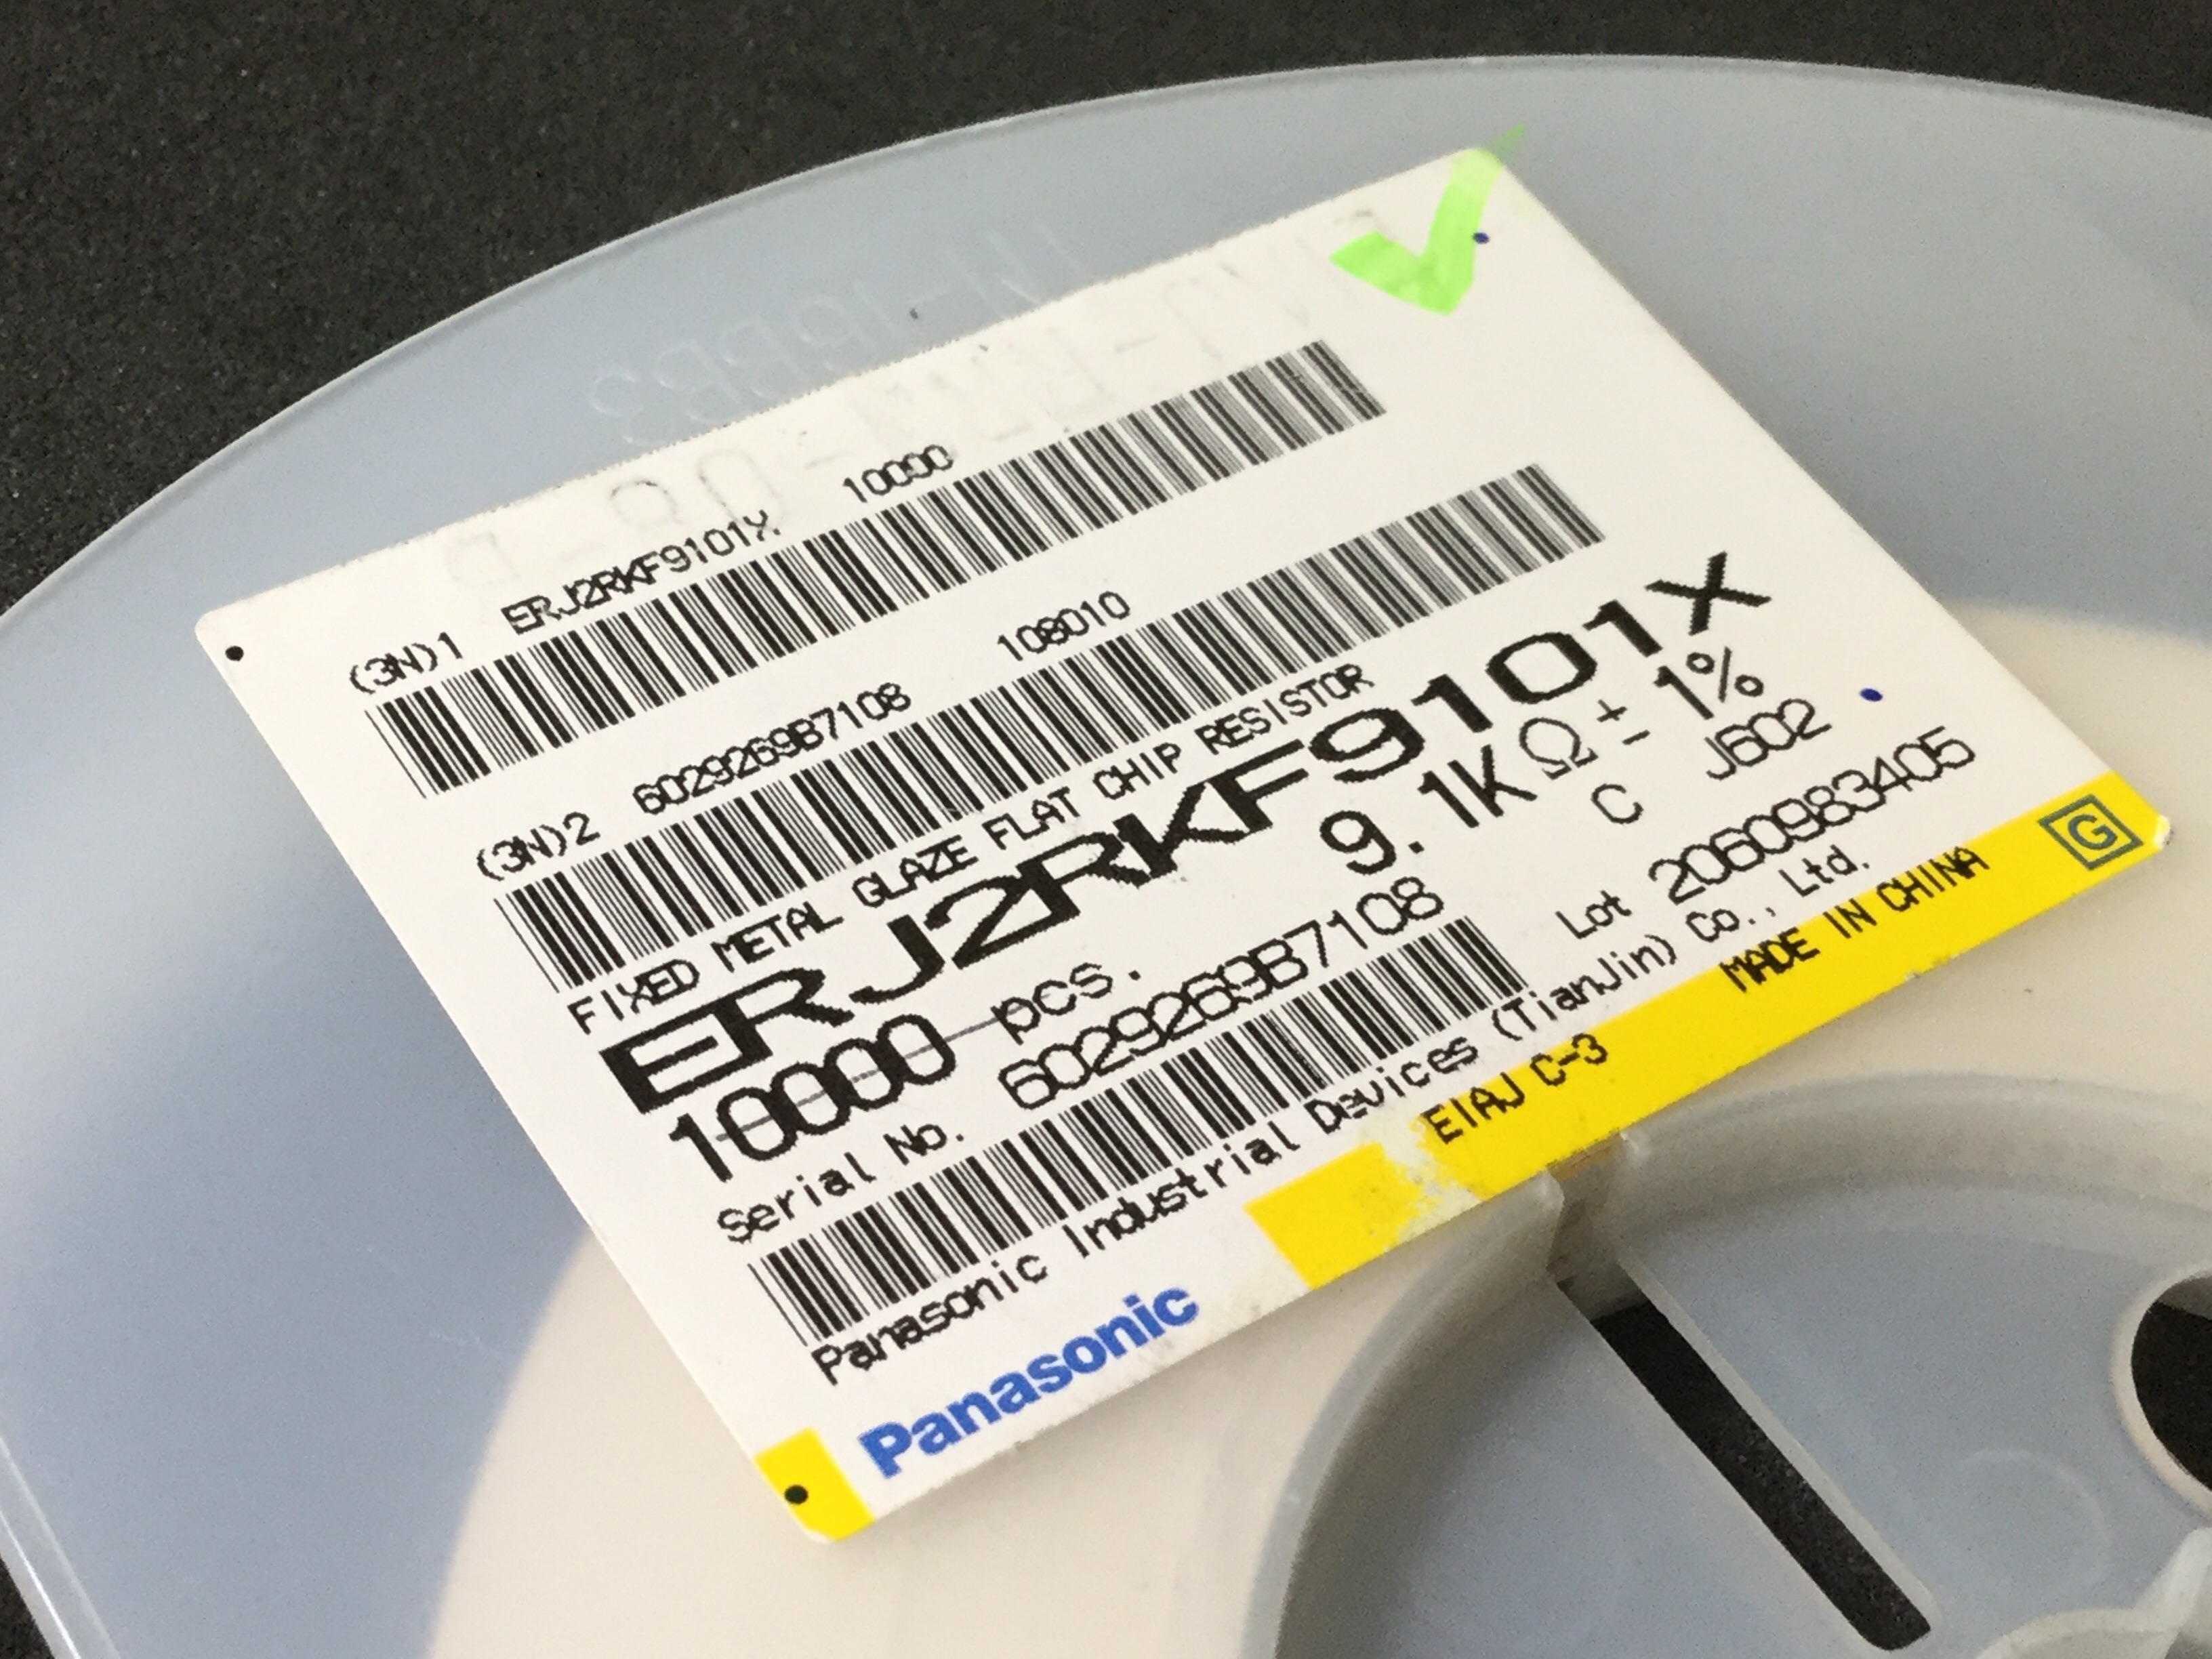 (3N)1 ERJ2RKF9101X 10000
(3N)2 6029269B7108 108010
FIXED METAL GLAZE FLAT CHIP RESISTOR
ERJ2RKF9101X
10000 pcs. 9.1KΩ ± 1%
C J602
Serial No. 6029269B7108
Lot 2060983405
Panasonic Industrial Devices (TianJin) Co., Ltd.
Panasonic EIAJ C-3 MADE IN CHINA G